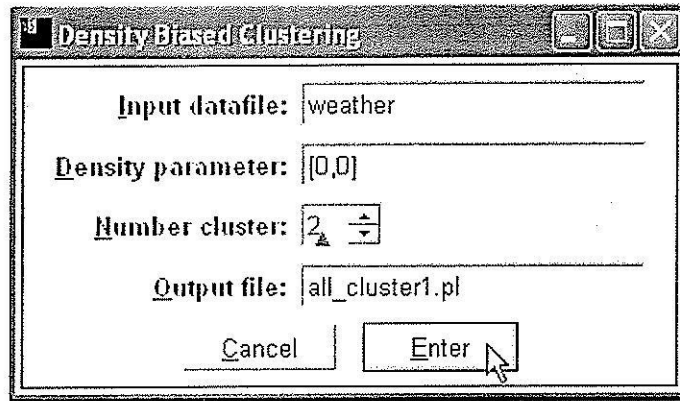 Density Biased Clustering
Input datafile: weather
Density parameter: [0,0]
Number cluster: 2
Output file: all_cluster1.pl
Cancel Enter